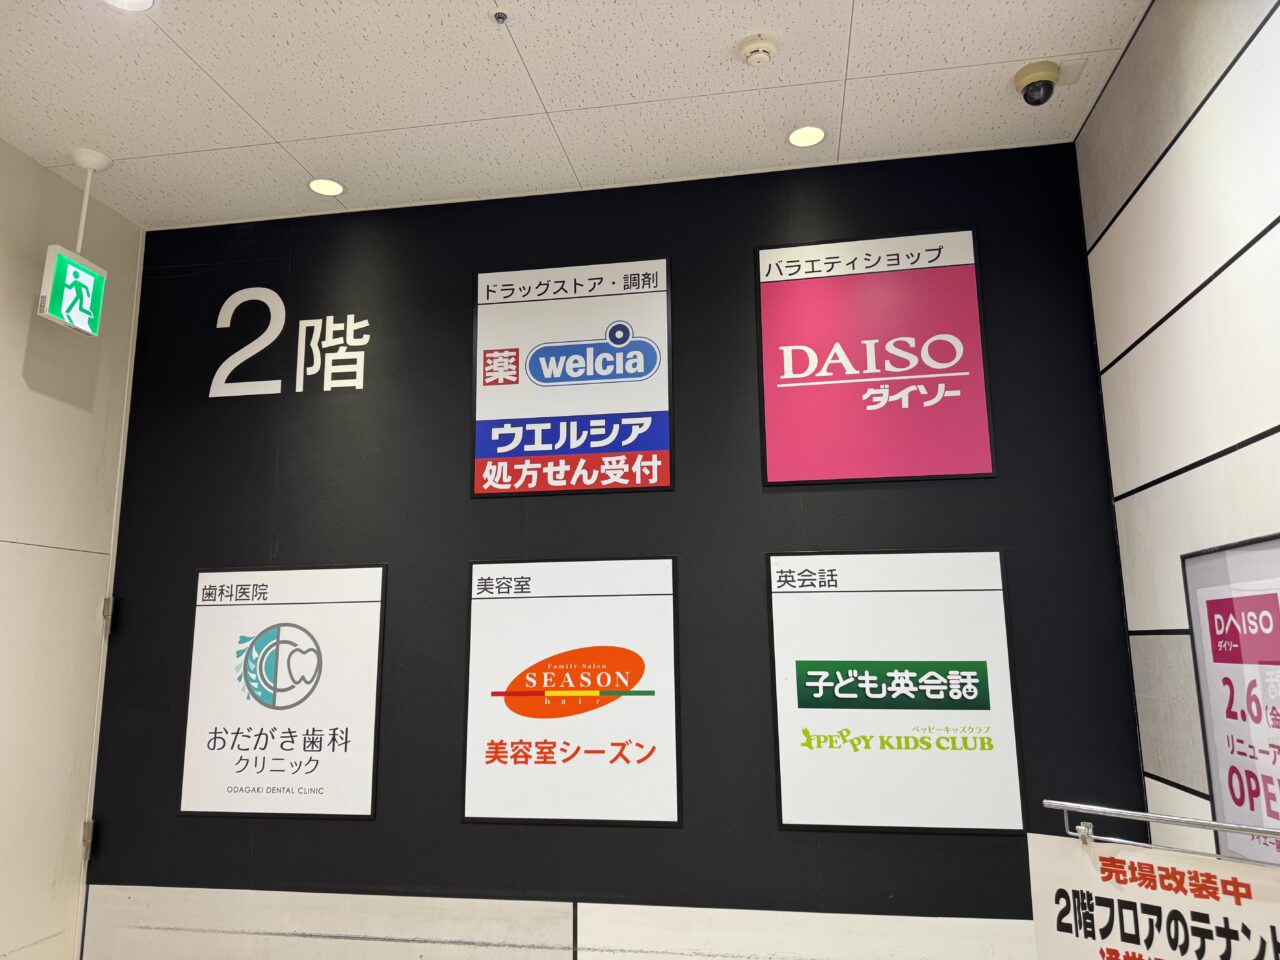 2階
ドラッグストア・調剤
薬 welcia
ウエルシア
処方せん受付
バラエティショップ
DAISO
ダイソー
歯科医院
おだがき歯科
クリニック
ODAGAKI DENTAL CLINIC
美容室
Family Salon
SEASON
hair
美容室シーズン
英会話
子ども英会話
ペッピーキッズクラブ
PEPPY KIDS CLUB
DAISO
ダイソー
2.6(金
リニューア
OPE
売場改装中
2階フロアのテナント